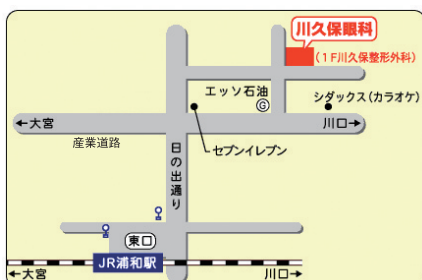 川久保眼科
(1F川久保整形外科)
エッソ石油
G
シダックス(カラオケ)
←大宮
川口→
産業道路
セブンイレブン
日の出通り
東口
JR浦和駅
←大宮
川口→